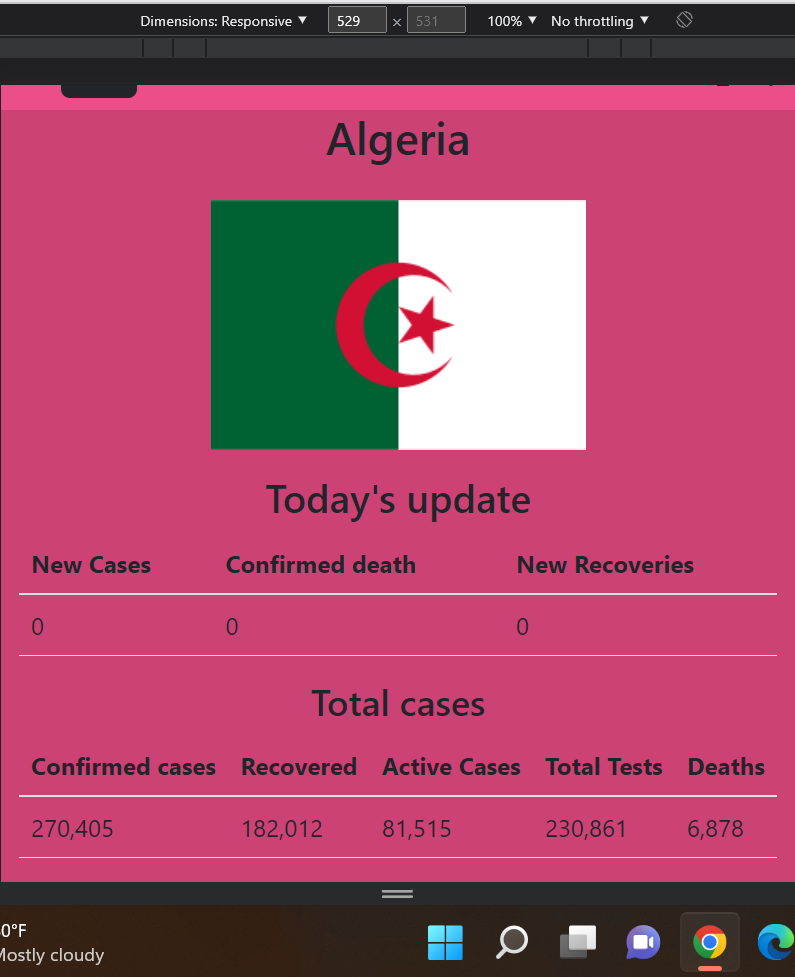 Dimensions: Responsive ▼ 529 × 531 100% ▼ No throttling ▼
Algeria
Today's update
New Cases Confirmed death New Recoveries
0 0 0
Total cases
Confirmed cases Recovered Active Cases Total Tests Deaths
270,405 182,012 81,515 230,861 6,878
0°F
Mostly cloudy